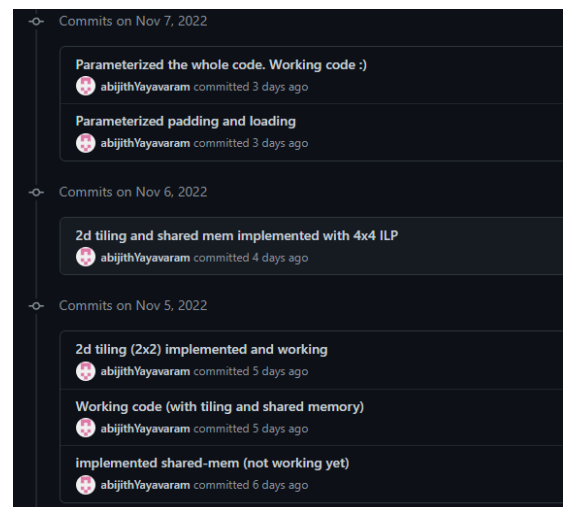 Commits on Nov 7, 2022
Parameterized the whole code. Working code :)
abijithYayavaram committed 3 days ago
Parameterized padding and loading
abijithYayavaram committed 3 days ago
Commits on Nov 6, 2022
2d tiling and shared mem implemented with 4x4 ILP
abijithYayavaram committed 4 days ago
Commits on Nov 5, 2022
2d tiling (2x2) implemented and working
abijithYayavaram committed 5 days ago
Working code (with tiling and shared memory)
abijithYayavaram committed 5 days ago
implemented shared-mem (not working yet)
abijithYayavaram committed 6 days ago